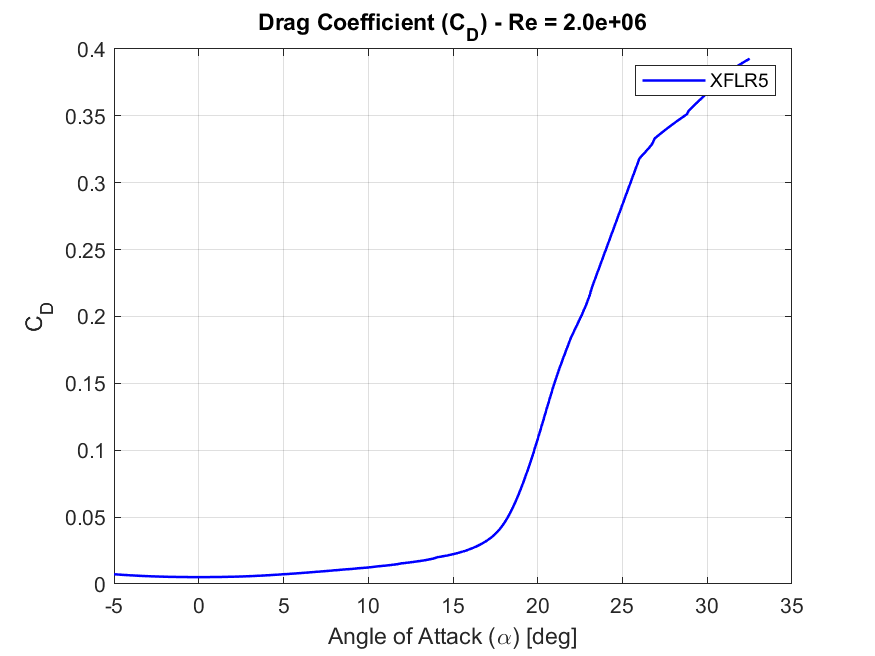 Drag Coefficient (C_D) - Re = 2.0e+06
0.4
0.35
0.3
0.25
0.2
0.15
0.1
0.05
0
C_D
XFLR5
-5 0 5 10 15 20 25 30 35
Angle of Attack (α) [deg]